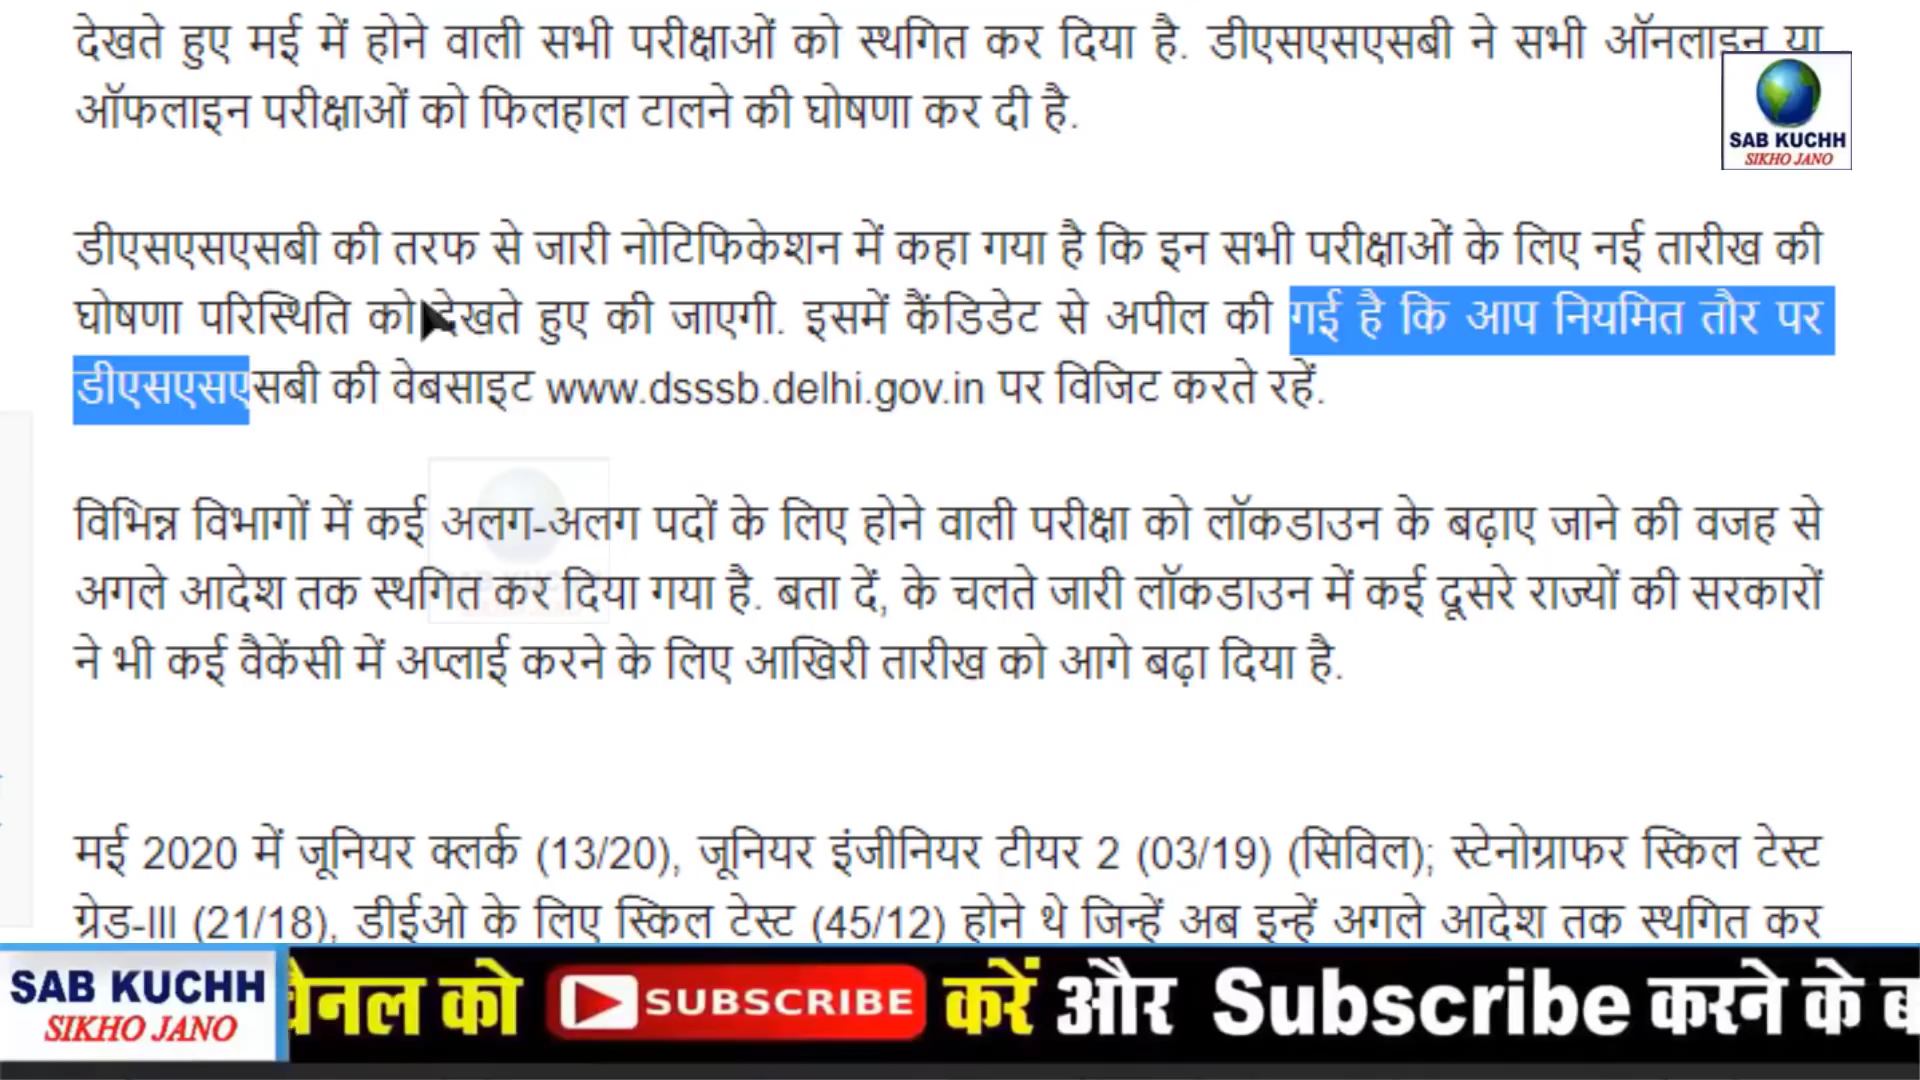 देखते हुए मई में होने वाली सभी परीक्षाओं को स्थगित कर दिया है. डीएसएसएसबी ने सभी ऑनलाइन या
ऑफलाइन परीक्षाओं को फिलहाल टालने की घोषणा कर दी है.
SAB KUCHH
SIKHO JANO
डीएसएसएसबी की तरफ से जारी नोटिफिकेशन में कहा गया है कि इन सभी परीक्षाओं के लिए नई तारीख की
घोषणा परिस्थिति को देखते हुए की जाएगी. इसमें कैंडिडेट से अपील की गई है कि आप नियमित तौर पर
डीएसएसएसबी की वेबसाइट www.dsssb.delhi.gov.in पर विजिट करते रहें.
विभिन्न विभागों में कई अलग-अलग पदों के लिए होने वाली परीक्षा को लॉकडाउन के बढ़ाए जाने की वजह से
अगले आदेश तक स्थगित कर दिया गया है. बता दें, के चलते जारी लॉकडाउन में कई दूसरे राज्यों की सरकारों
ने भी कई वैकेंसी में अप्लाई करने के लिए आखिरी तारीख को आगे बढ़ा दिया है.
मई 2020 में जूनियर क्लर्क (13/20), जूनियर इंजीनियर टीयर 2 (03/19) (सिविल); स्टेनोग्राफर स्किल टेस्ट
ग्रेड-III (21/18), डीईओ के लिए स्किल टेस्ट (45/12) होने थे जिन्हें अब इन्हें अगले आदेश तक स्थगित कर
SAB KUCHH
SIKHO JANO
चैनल को SUBSCRIBE करें और Subscribe करने के ब